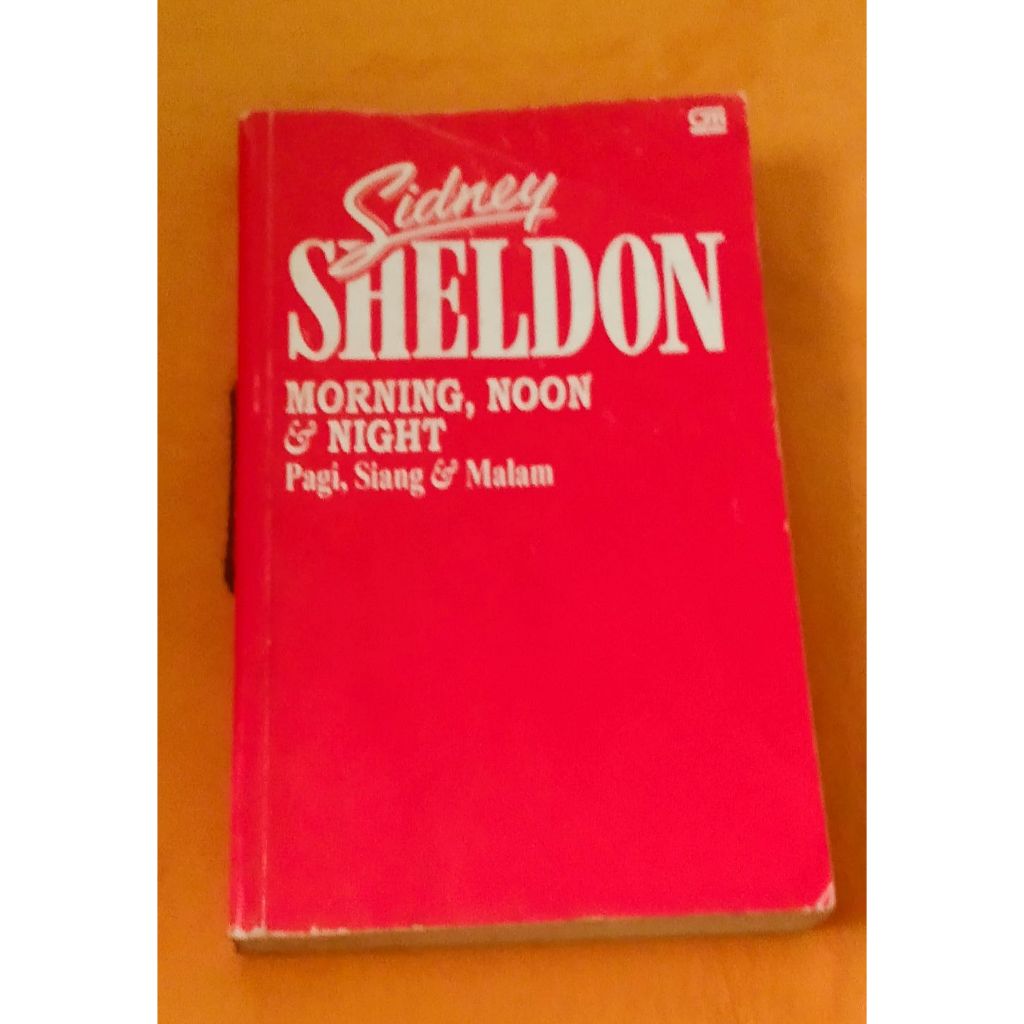 Sidney
SHELDON
MORNING, NOON
& NIGHT
Pagi, Siang & Malam